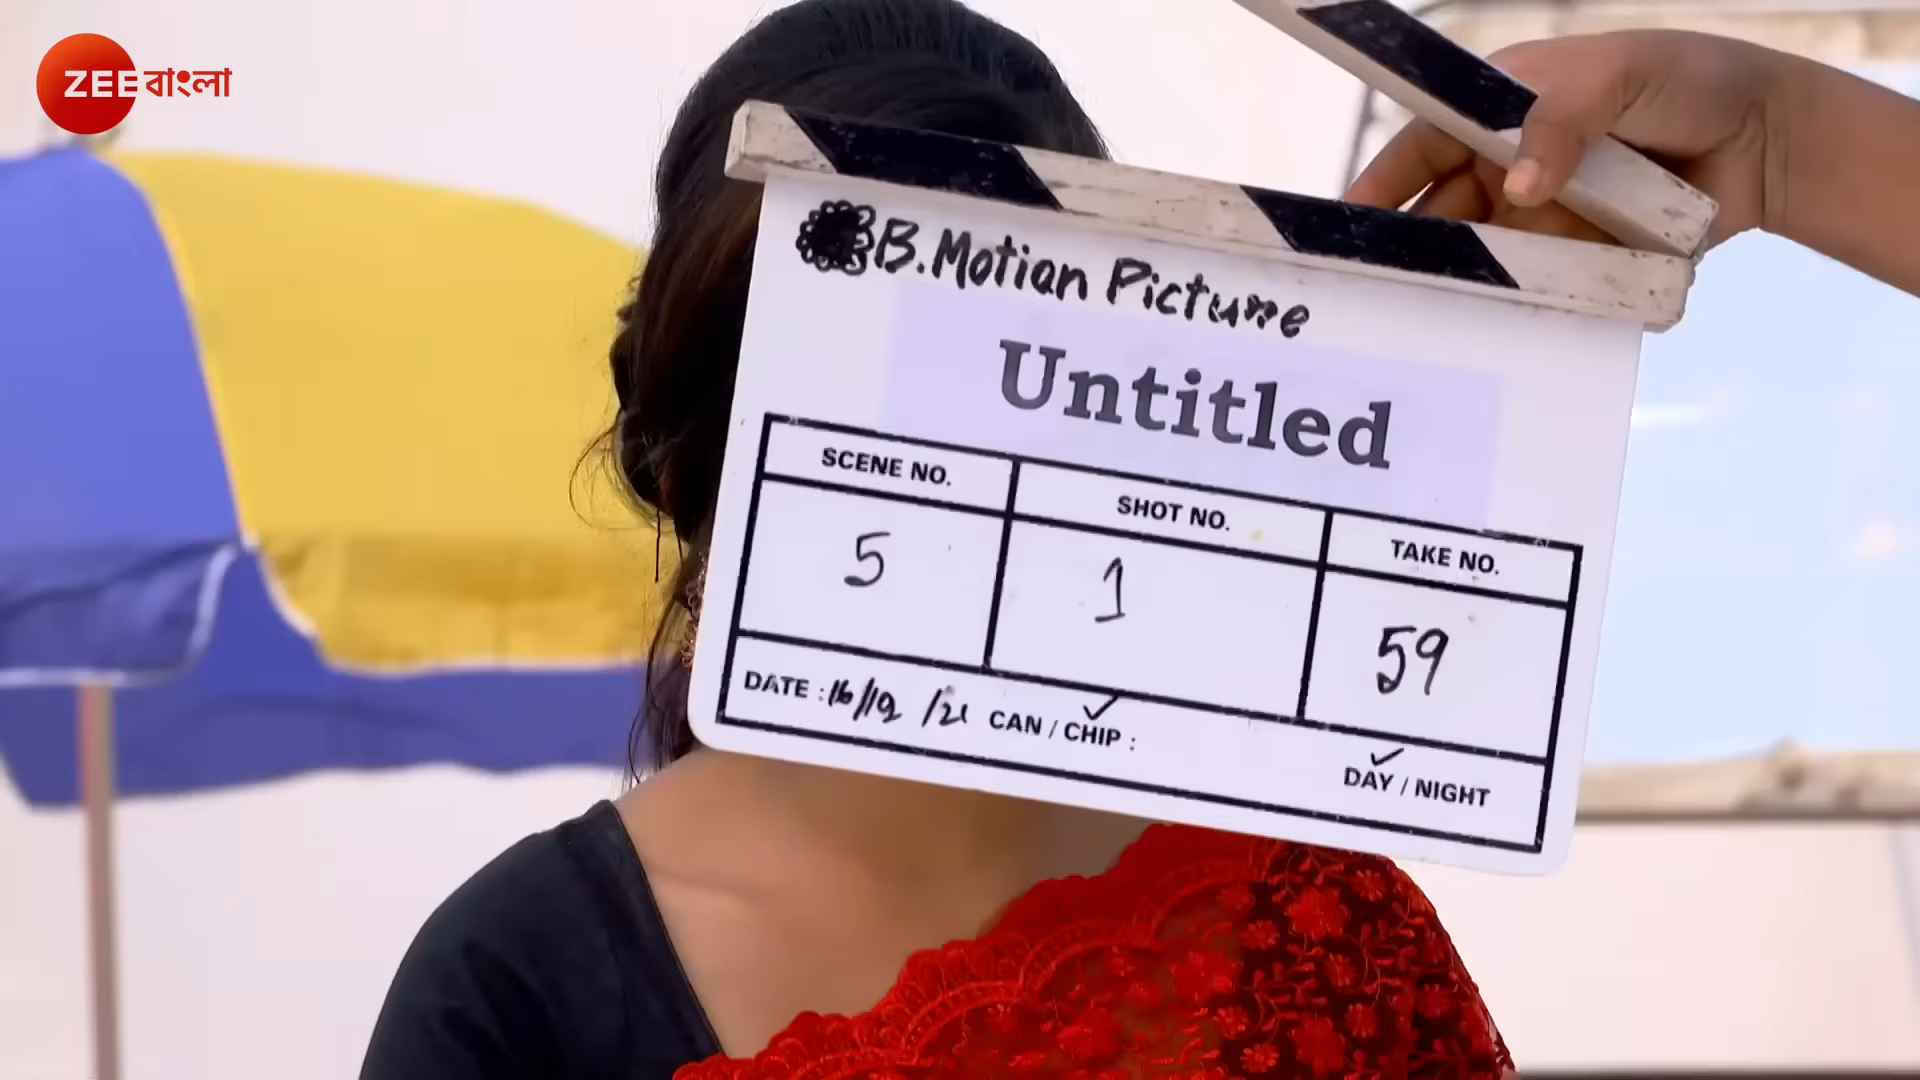 ZEE বাংলা
B. Motion Picture
Untitled
SCENE NO. SHOT NO. TAKE NO.
5 1 59
DATE : 16/12/21 CAN / CHIP : DAY / NIGHT